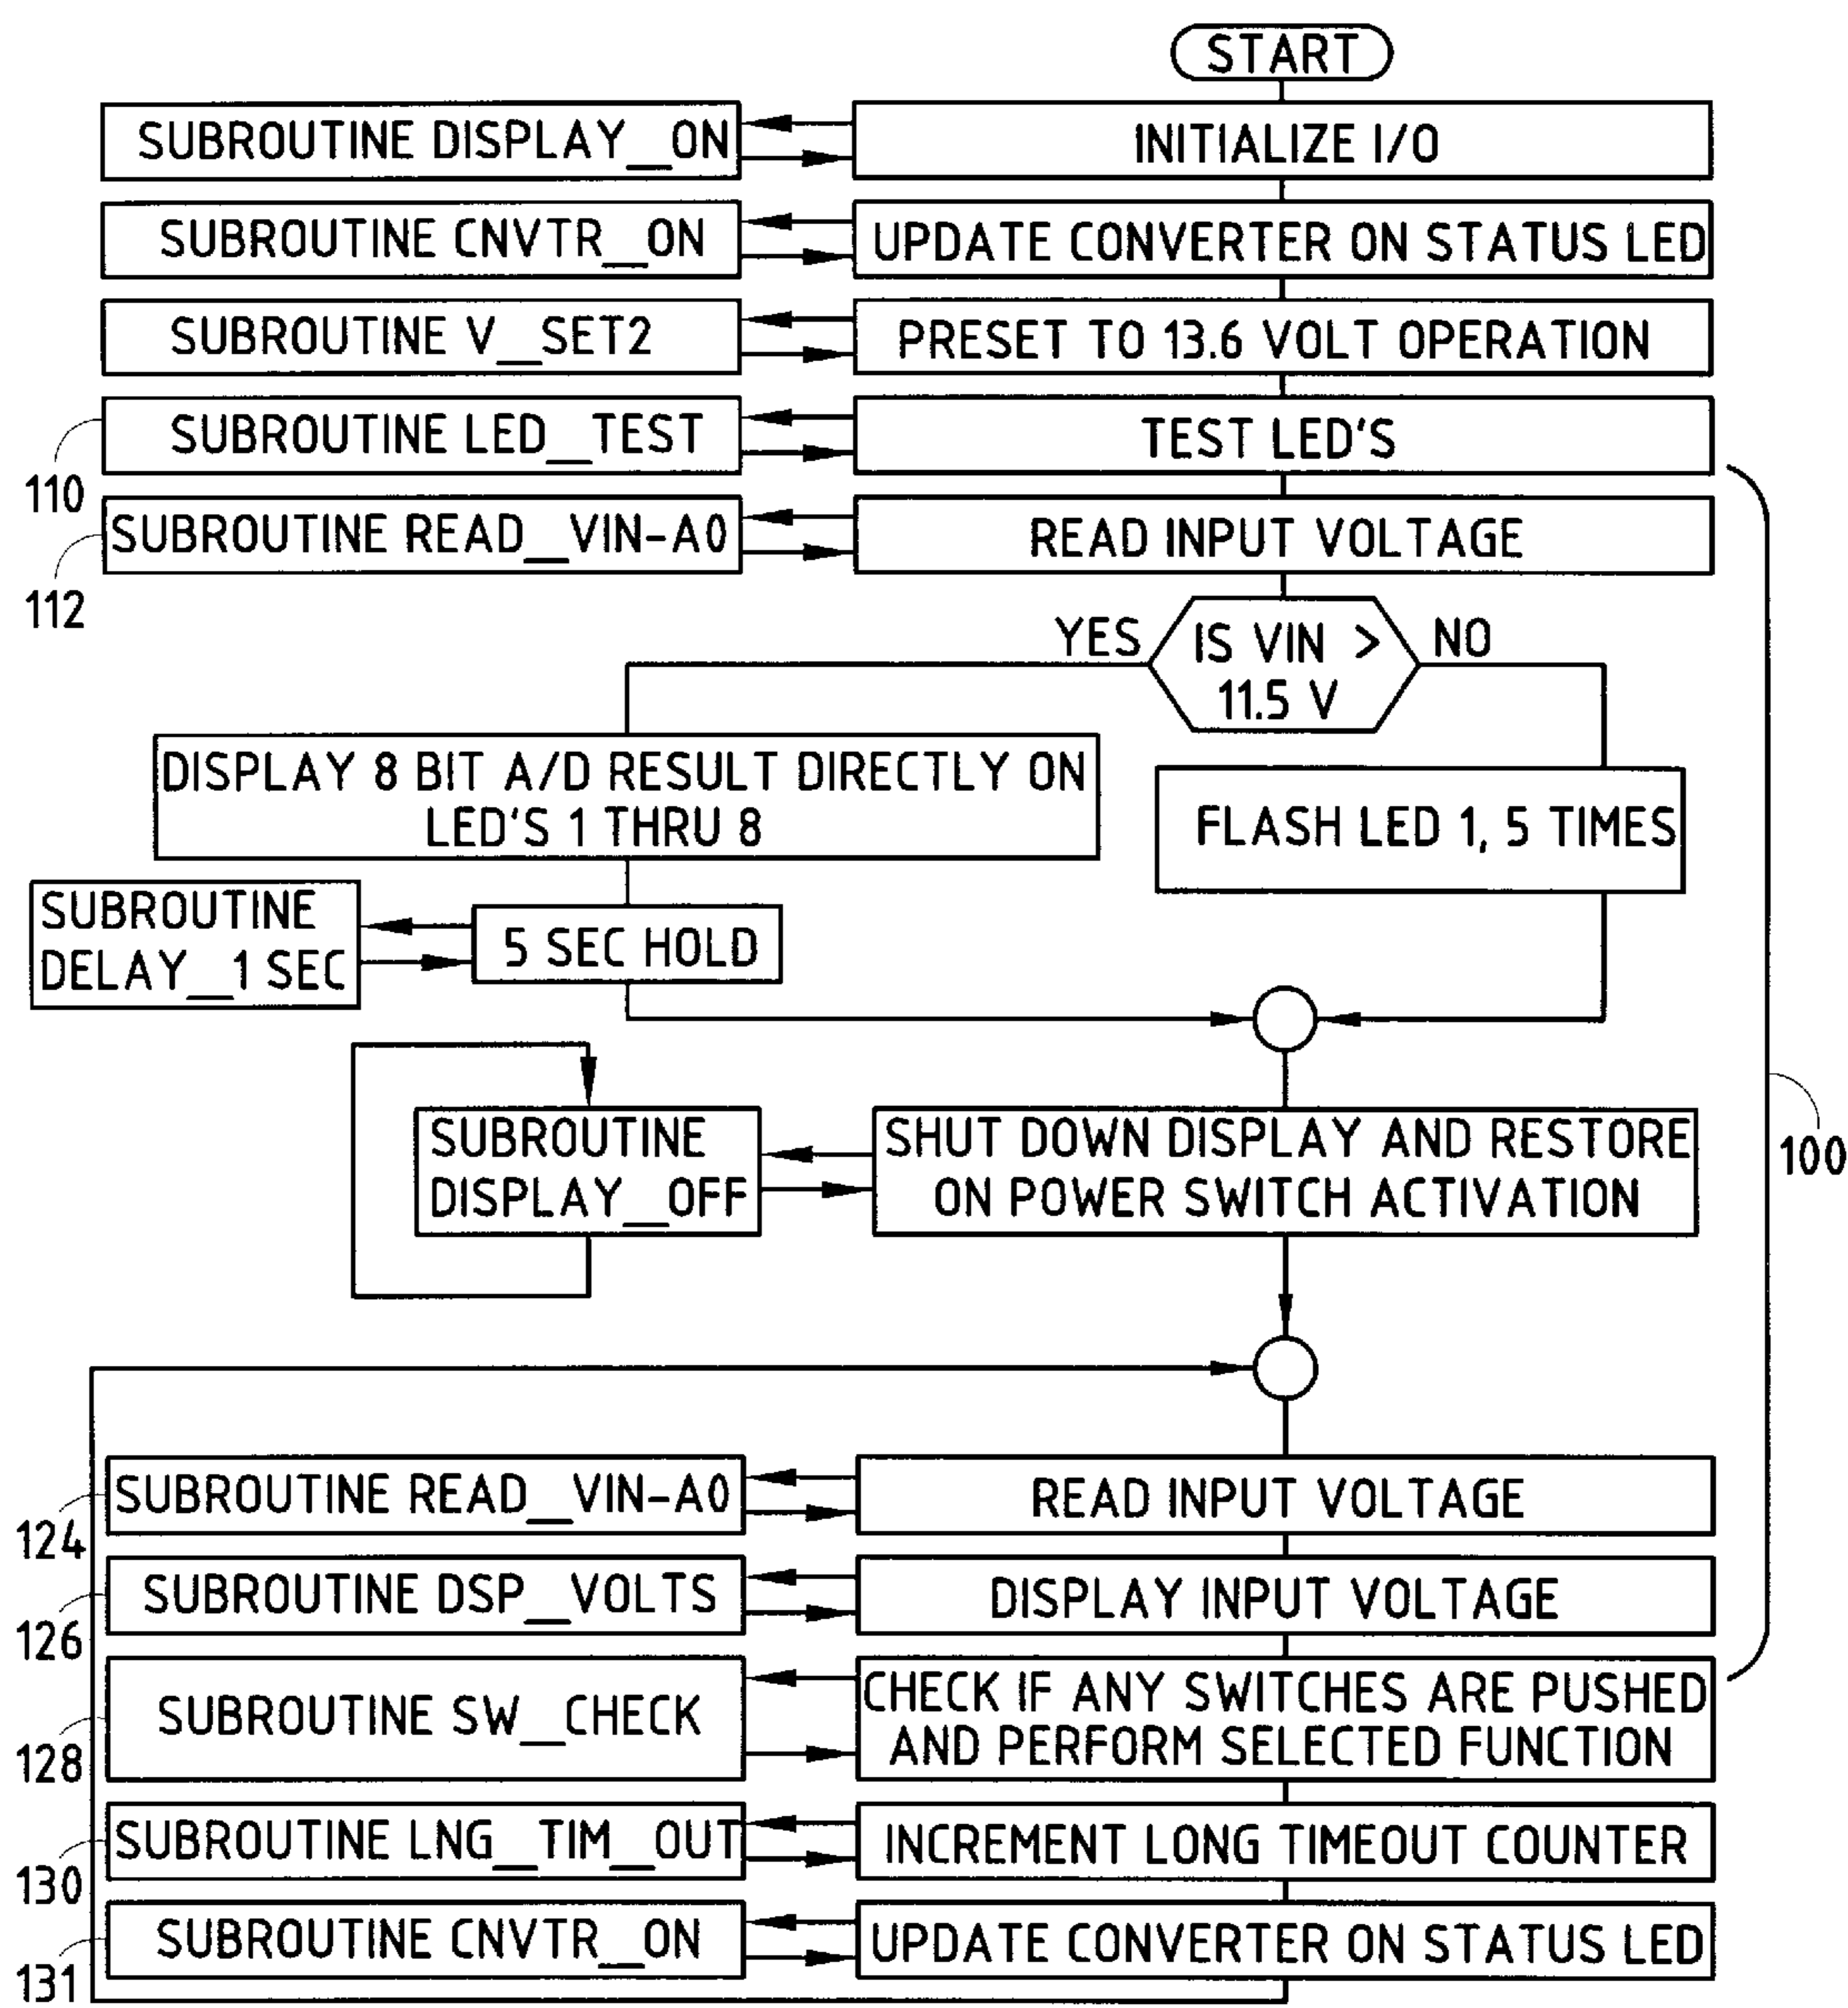 START
SUBROUTINE DISPLAY__ON
INITIALIZE I/O
SUBROUTINE CNVTR__ON
UPDATE CONVERTER ON STATUS LED
SUBROUTINE V__SET2
PRESET TO 13.6 VOLT OPERATION
SUBROUTINE LED__TEST
TEST LED'S
110
SUBROUTINE READ__VIN-A0
READ INPUT VOLTAGE
112
YES
IS VIN >
11.5 V
NO
DISPLAY 8 BIT A/D RESULT DIRECTLY ON
LED'S 1 THRU 8
FLASH LED 1, 5 TIMES
SUBROUTINE
DELAY__1 SEC
5 SEC HOLD
SUBROUTINE
DISPLAY__OFF
SHUT DOWN DISPLAY AND RESTORE
ON POWER SWITCH ACTIVATION
100
SUBROUTINE READ__VIN-A0
READ INPUT VOLTAGE
124
SUBROUTINE DSP__VOLTS
DISPLAY INPUT VOLTAGE
126
SUBROUTINE SW__CHECK
CHECK IF ANY SWITCHES ARE PUSHED
AND PERFORM SELECTED FUNCTION
128
SUBROUTINE LNG__TIM__OUT
INCREMENT LONG TIMEOUT COUNTER
130
SUBROUTINE CNVTR__ON
UPDATE CONVERTER ON STATUS LED
131